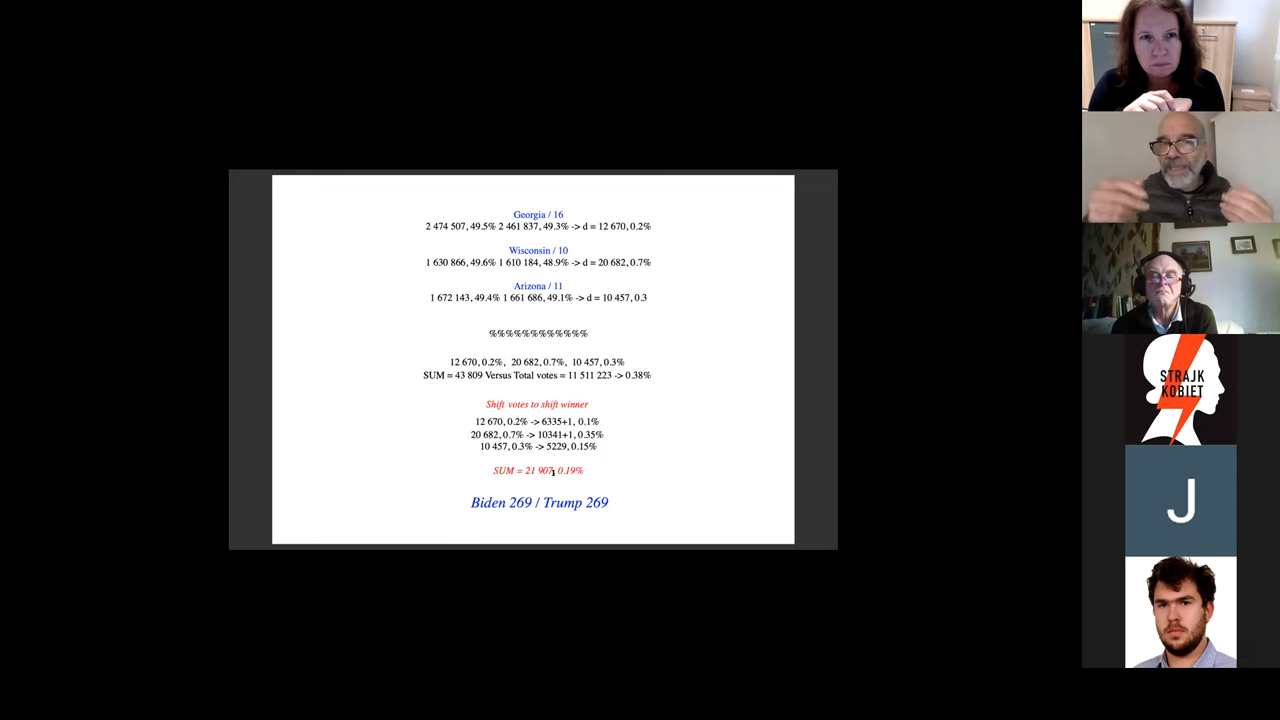 Georgia / 16
2 474 507, 49.5% 2 461 837, 49.3% -> d = 12 670, 0.2%
Wisconsin / 10
1 630 866, 49.6% 1 610 184, 48.9% -> d = 20 682, 0.7%
Arizona / 11
1 672 143, 49.4% 1 661 686, 49.1% -> d = 10 457, 0.3
%%%%%%%%%%%%
12 670, 0.2%, 20 682, 0.7%, 10 457, 0.3%
SUM = 43 809 Versus Total votes = 11 511 223 -> 0.38%
Shift votes to shift winner
12 670, 0.2% -> 6335+1, 0.1%
20 682, 0.7% -> 10341+1, 0.35%
10 457, 0.3% -> 5229, 0.15%
SUM = 21 907, 0.19%
Biden 269 / Trump 269
STRAJK
KOBIET
J